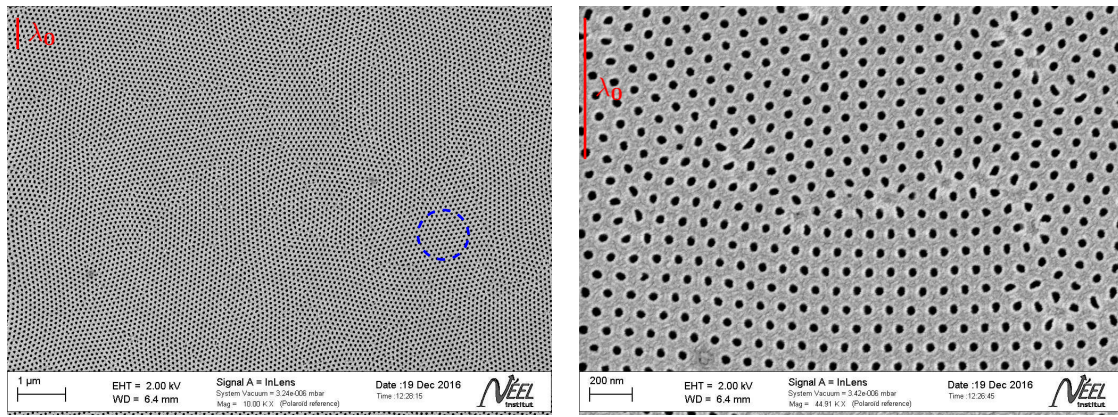 λ₀
1 µm
EHT = 2.00 kV
WD = 6.4 mm
Signal A = InLens
System Vacuum = 3.24e-006 mbar
Mag = 10.00 K X (Polaroid reference)
Date :19 Dec 2016
Time :12:28:15
NÉEL
Institut
λ₀
200 nm
EHT = 2.00 kV
WD = 6.4 mm
Signal A = InLens
System Vacuum = 3.42e-006 mbar
Mag = 44.91 K X (Polaroid reference)
Date :19 Dec 2016
Time :12:26:45
NÉEL
Institut